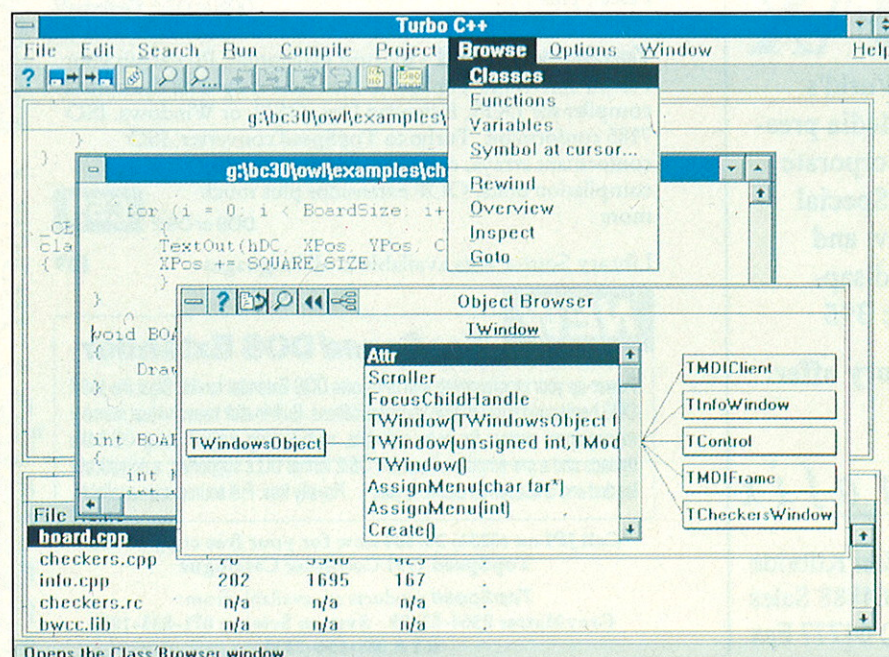 Turbo C++
File Edit Search Run Compile Project Browse Options Window Help
?
Classes
Functions
Variables
Symbol at cursor...
Rewind
Overview
Inspect
Goto
g:\bc30\owl\examples\
g:\bc30\owl\examples\ch
for (i = 0; i < BoardSize; i+
TextOut(hDC, XPos, YPos, C
XPos += SQUARE_SIZE
}
cla
{
}
void BOA
{
Draw
}
int BOAR
{
int
? Object Browser
TWindow
Attr
Scroller
FocusChildHandle
TWindow(TWindowsObject f
TWindow(unsigned int,TMod
~TWindow()
AssignMenu(char far*)
AssignMenu(int)
Create()
TWindowsObject
TMDIClient
TInfoWindow
TControl
TMDIFrame
TCheckersWindow
File
board.cpp
checkers.cpp
info.cpp 202 1695 167 .
checkers.rc n/a n/a n/a .
bwcc.lib n/a n/a n/a .
Opens the Class Browser window